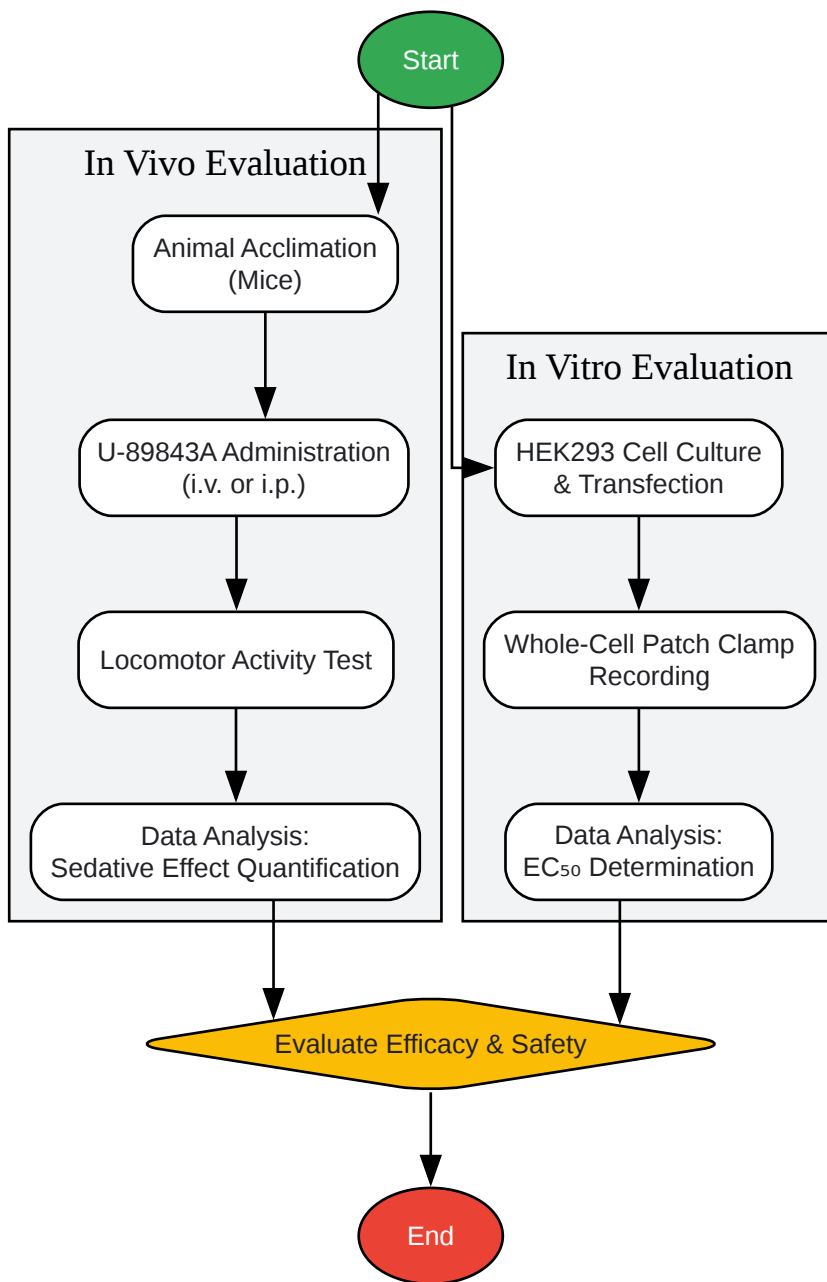 Start
In Vivo Evaluation
Animal Acclimation
(Mice)
U-89843A Administration
(i.v. or i.p.)
Locomotor Activity Test
Data Analysis:
Sedative Effect Quantification
In Vitro Evaluation
HEK293 Cell Culture
& Transfection
Whole-Cell Patch Clamp
Recording
Data Analysis:
EC₅₀ Determination
Evaluate Efficacy & Safety
End